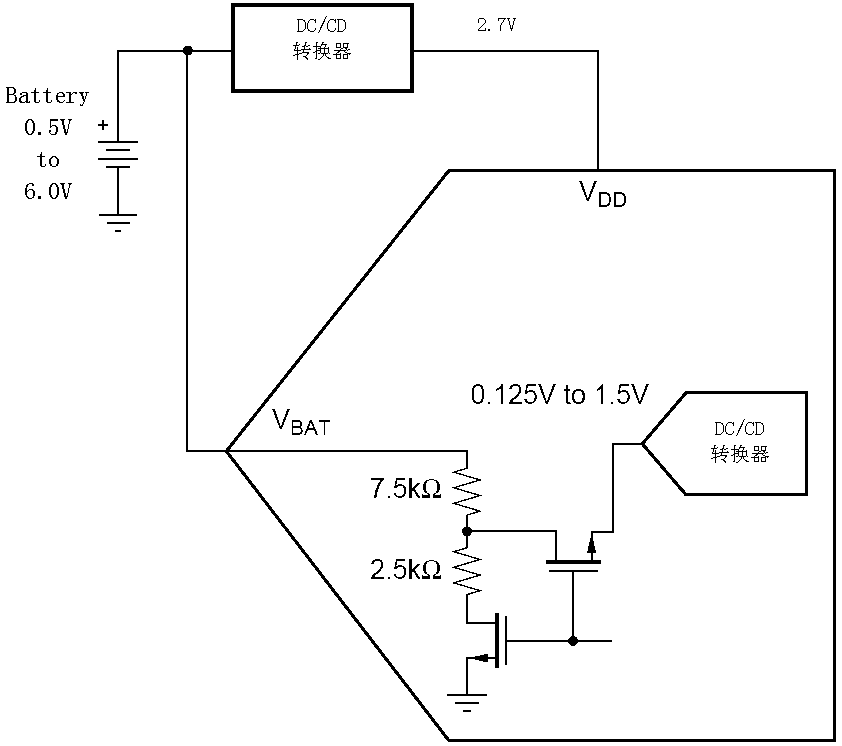 DC/CD
转换器
2.7V
Battery
0.5V
to
6.0V
+
VDD
0.125V to 1.5V
VBAT
DC/CD
转换器
7.5kΩ
2.5kΩ